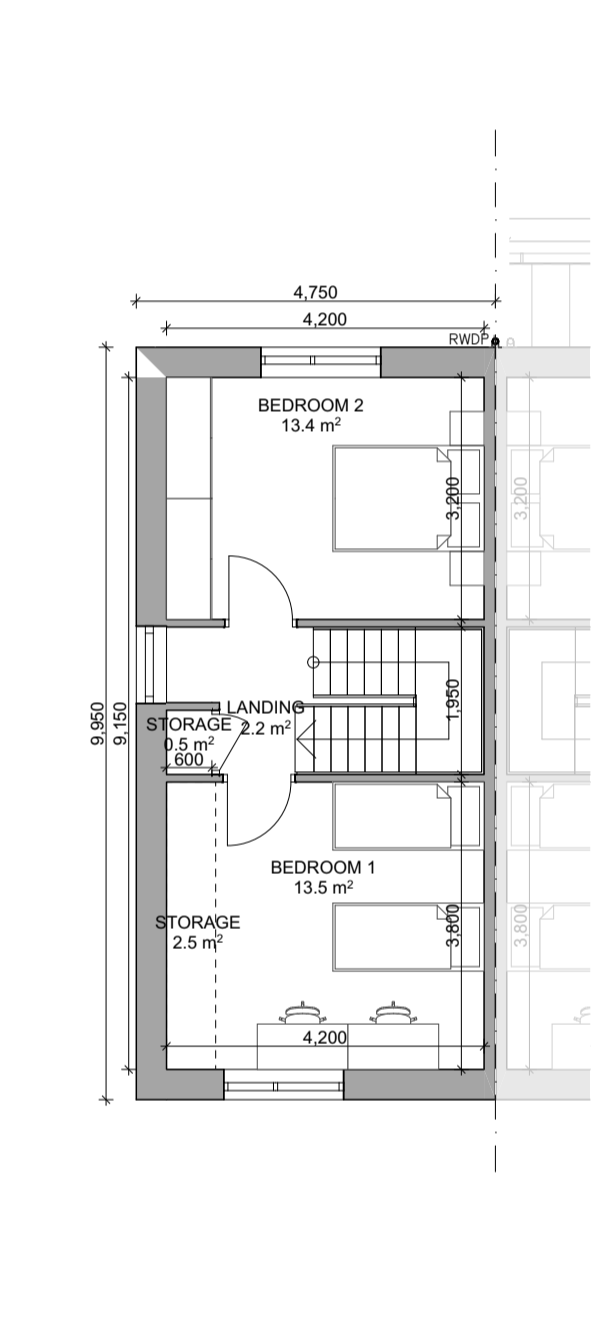 4,750
4,200
RWDP
BEDROOM 2
13.4 m²
3,200
3,200
9,950
9,150
1,950
LANDING
2.2 m²
STORAGE
0.5 m²
600
BEDROOM 1
13.5 m²
STORAGE
2.5 m²
3,800
3,800
4,200